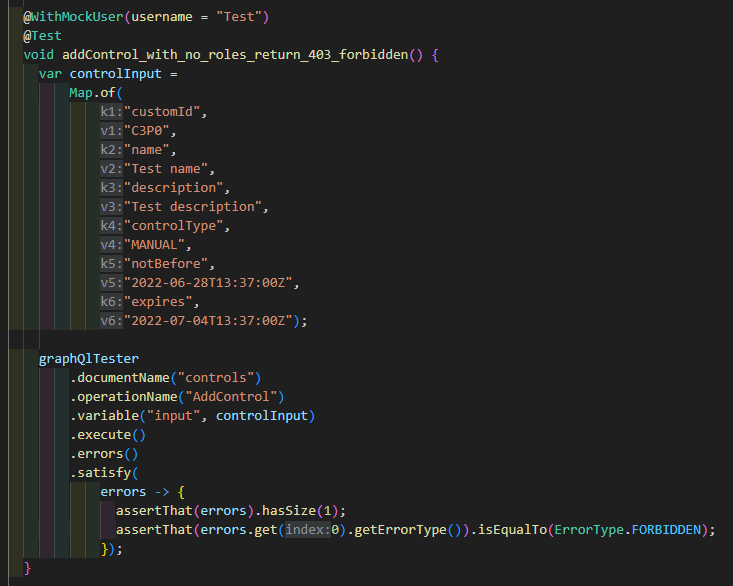 @WithMockUser(username = "Test")
@Test
void addControl_with_no_roles_return_403_forbidden() {
var controlInput =
Map.of(
k1:"customId",
v1:"C3P0",
k2:"name",
v2:"Test name",
k3:"description",
v3:"Test description",
k4:"controlType",
v4:"MANUAL",
k5:"notBefore",
v5:"2022-06-28T13:37:00Z",
k6:"expires",
v6:"2022-07-04T13:37:00Z");
graphQlTester
.documentName("controls")
.operationName("AddControl")
.variable("input", controlInput)
.execute()
.errors()
.satisfy(
errors -> {
assertThat(errors).hasSize(1);
assertThat(errors.get(index:0).getErrorType()).isEqualTo(ErrorType.FORBIDDEN);
});
}